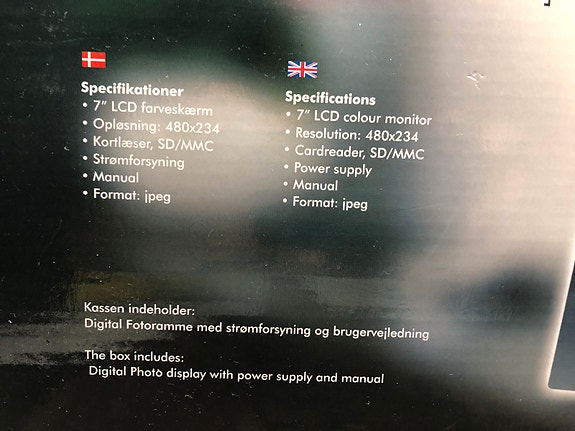 Specifikationer
• 7” LCD farveskærm
• Opløsning: 480x234
• Kortlæser, SD/MMC
• Strømforsyning
• Manual
• Format: jpeg
Specifications
• 7” LCD colour monitor
• Resolution: 480x234
• Cardreader, SD/MMC
• Power supply
• Manual
• Format: jpeg
Kassen indeholder:
Digital Fotoramme med strømforsyning og brugervejledning
The box includes:
Digital Photo display with power supply and manual